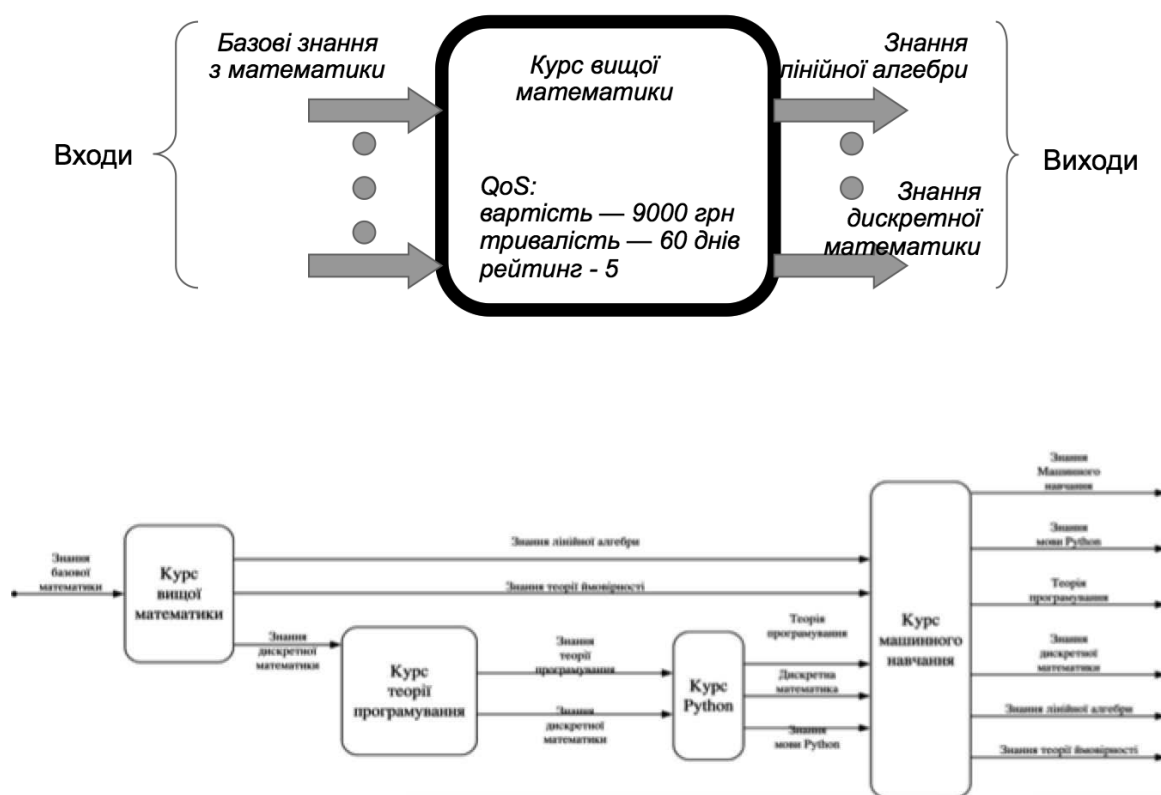 Базові знання
з математики
Курс вищої
математики
Знання
лінійної алгебри
Входи
Виходи
QoS:
вартість — 9000 грн
тривалість — 60 днів
рейтинг - 5
Знання
дискретної
математики
Знання
базової
математики
Курс
вищої
математики
Знання лінійної алгебри
Знання теорії ймовірності
Знання
дискретної
математики
Курс
теорії
програмування
Знання
теорії
програмування
Знання
дискретної
математики
Курс
Python
Теорія
програмування
Дискретна
математика
Знання
мови Python
Курс
машинного
навчання
Знання
Машинного
навчання
Знання
мови Python
Теорія
програмування
Знання
дискретної
математики
Знання лінійної алгебри
Знання теорії ймовірності